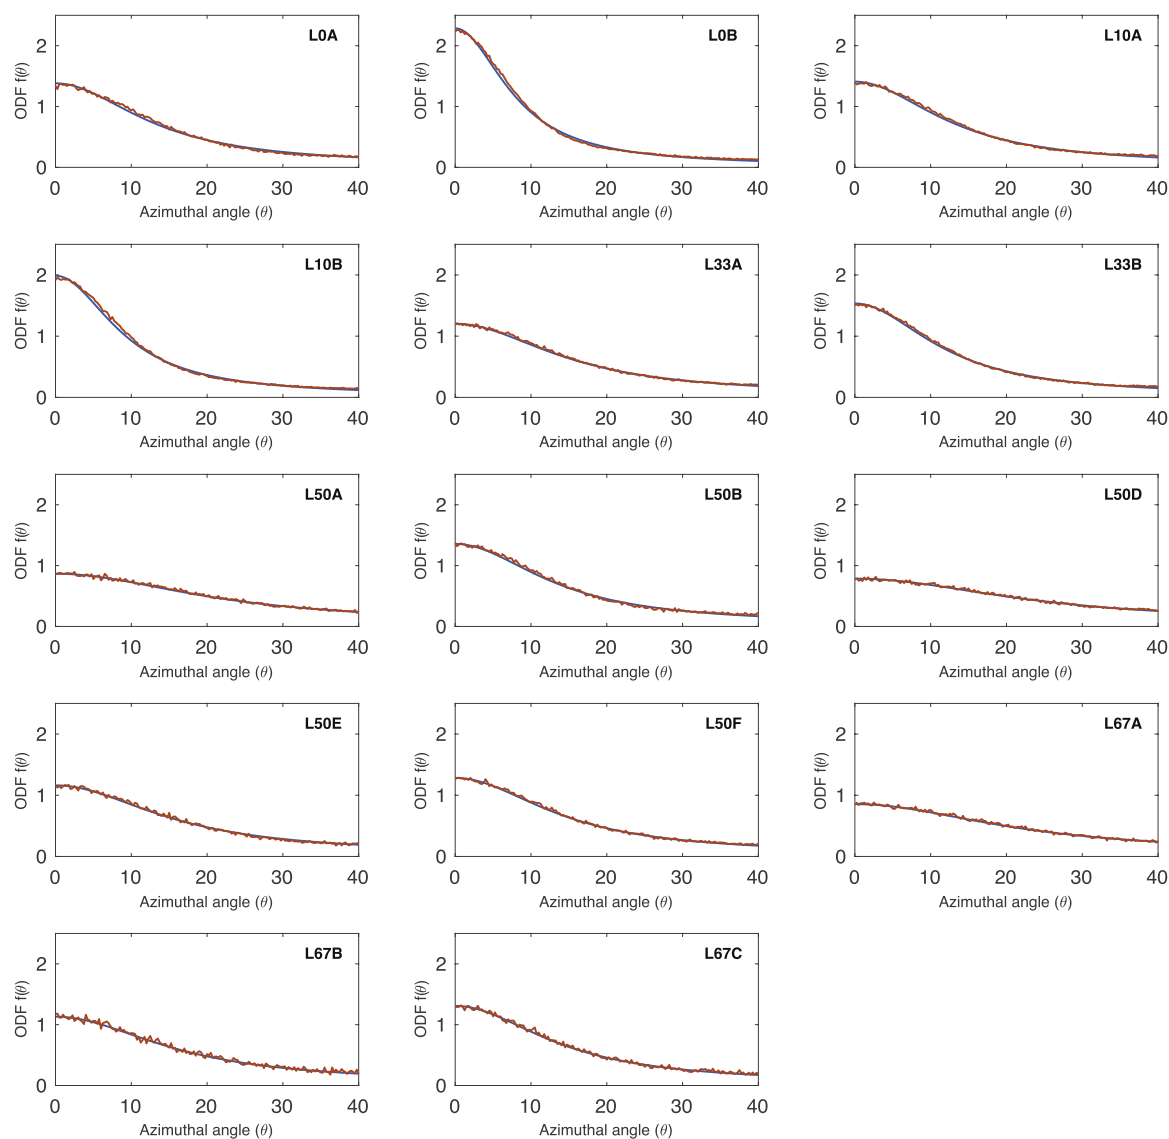 L0A
ODF f(θ)
2
1
0
0 10 20 30 40
Azimuthal angle (θ)
L0B
ODF f(θ)
2
1
0
0 10 20 30 40
Azimuthal angle (θ)
L10A
ODF f(θ)
2
1
0
0 10 20 30 40
Azimuthal angle (θ)
L10B
ODF f(θ)
2
1
0
0 10 20 30 40
Azimuthal angle (θ)
L33A
ODF f(θ)
2
1
0
0 10 20 30 40
Azimuthal angle (θ)
L33B
ODF f(θ)
2
1
0
0 10 20 30 40
Azimuthal angle (θ)
L50A
ODF f(θ)
2
1
0
0 10 20 30 40
Azimuthal angle (θ)
L50B
ODF f(θ)
2
1
0
0 10 20 30 40
Azimuthal angle (θ)
L50D
ODF f(θ)
2
1
0
0 10 20 30 40
Azimuthal angle (θ)
L50E
ODF f(θ)
2
1
0
0 10 20 30 40
Azimuthal angle (θ)
L50F
ODF f(θ)
2
1
0
0 10 20 30 40
Azimuthal angle (θ)
L67A
ODF f(θ)
2
1
0
0 10 20 30 40
Azimuthal angle (θ)
L67B
ODF f(θ)
2
1
0
0 10 20 30 40
Azimuthal angle (θ)
L67C
ODF f(θ)
2
1
0
0 10 20 30 40
Azimuthal angle (θ)